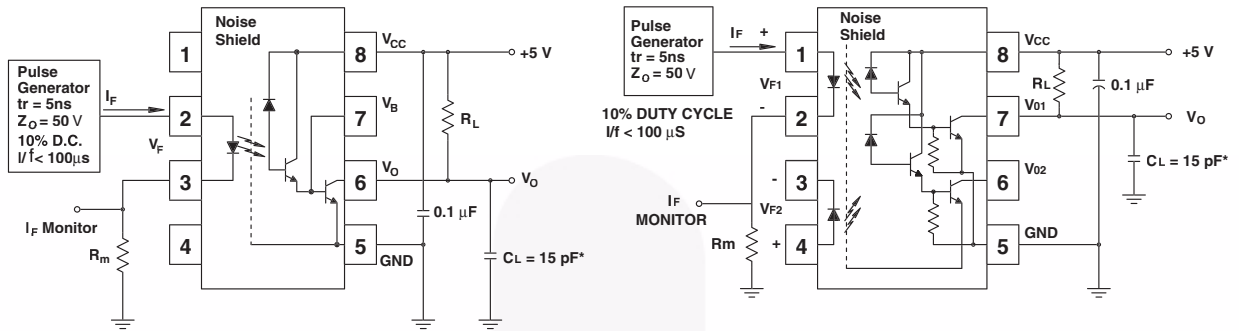 Pulse
Generator
tr = 5ns
ZO = 50 V
10% D.C.
I/f < 100μs
IF
VF
IF Monitor
Rm
Noise
Shield
1
2
3
4
8
7
6
5
VCC
VB
VO
GND
+5 V
RL
VO
0.1 μF
CL = 15 pF*
Pulse
Generator
tr = 5ns
ZO = 50 V
IF +
VF1
-
10% DUTY CYCLE
I/f < 100 μS
-
VF2
+
IF
MONITOR
Rm
Noise
Shield
1
2
3
4
8
7
6
5
VCC
V01
V02
GND
+5 V
RL
0.1 μF
VO
CL = 15 pF*